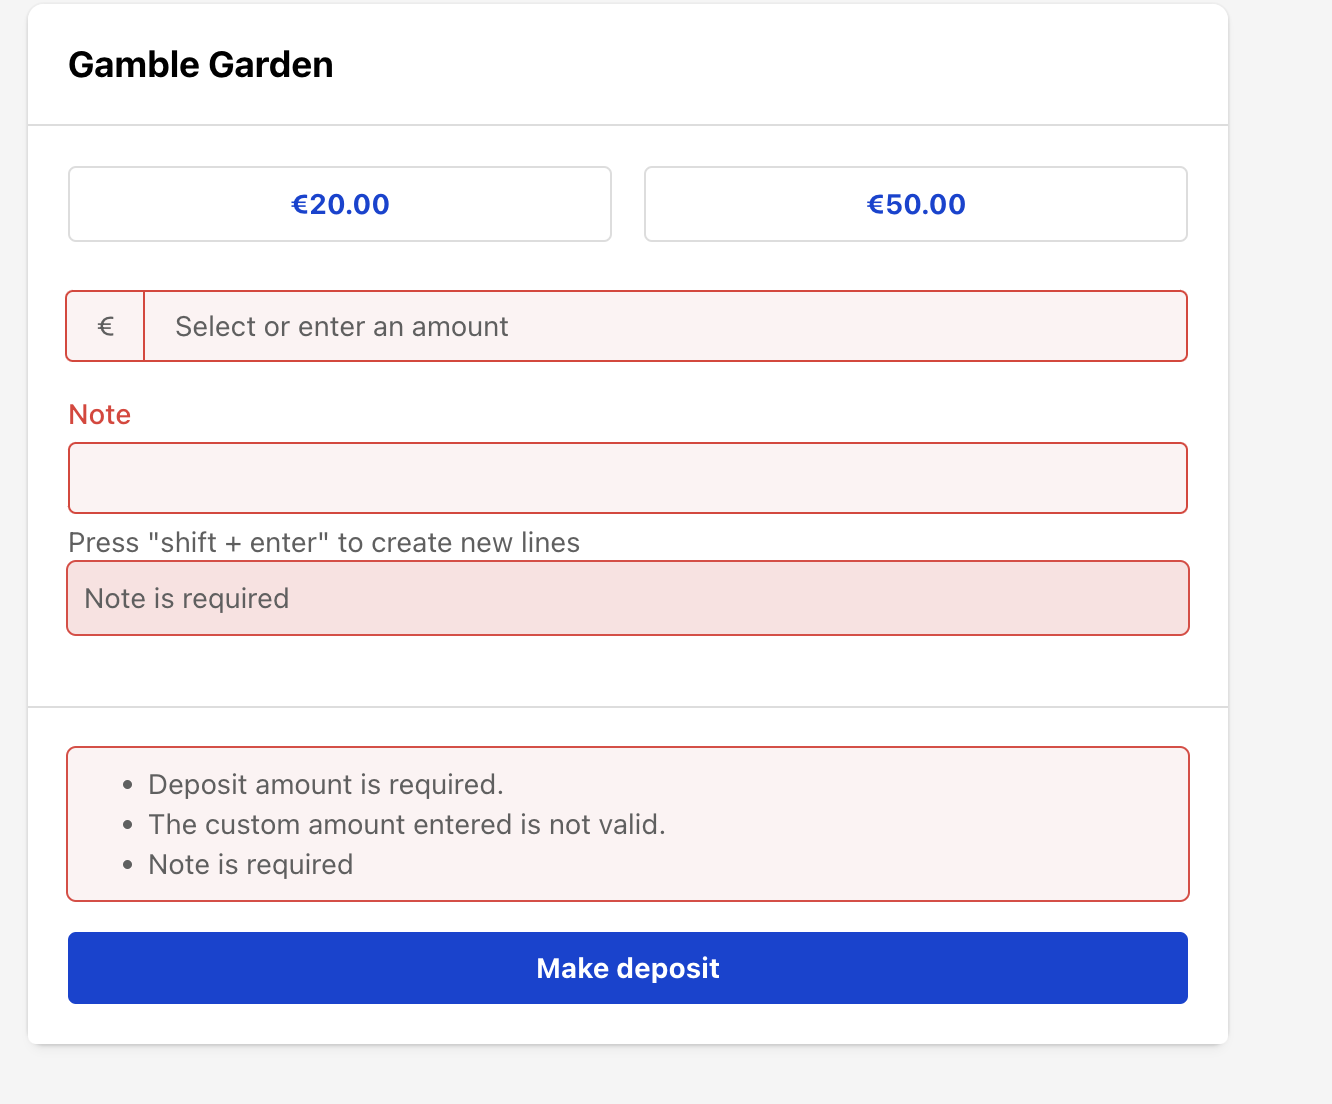 Gamble Garden
€20.00 €50.00
€ Select or enter an amount
Note
Press "shift + enter" to create new lines
Note is required
• Deposit amount is required.
• The custom amount entered is not valid.
• Note is required
Make deposit